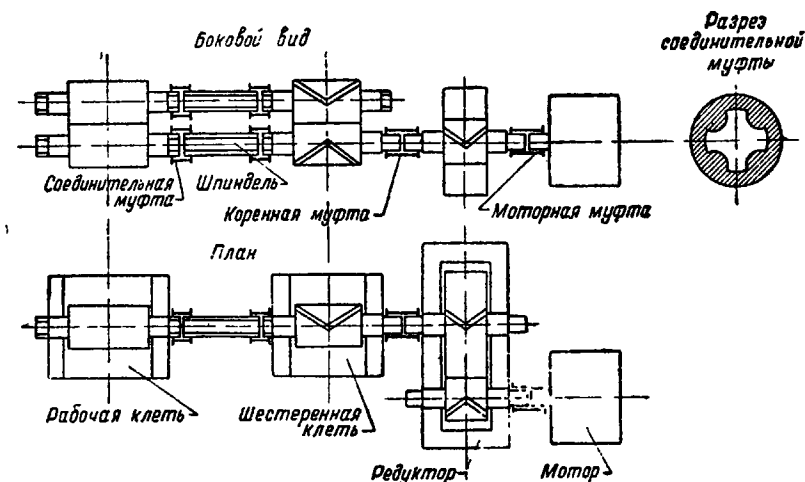 Боковой вид
Разрез
соединительной
муфты
Соединительная
муфта
Шпиндель
Коренная муфта
Моторная муфта
План
Рабочая клеть
Шестеренная
клеть
Редуктор
Мотор